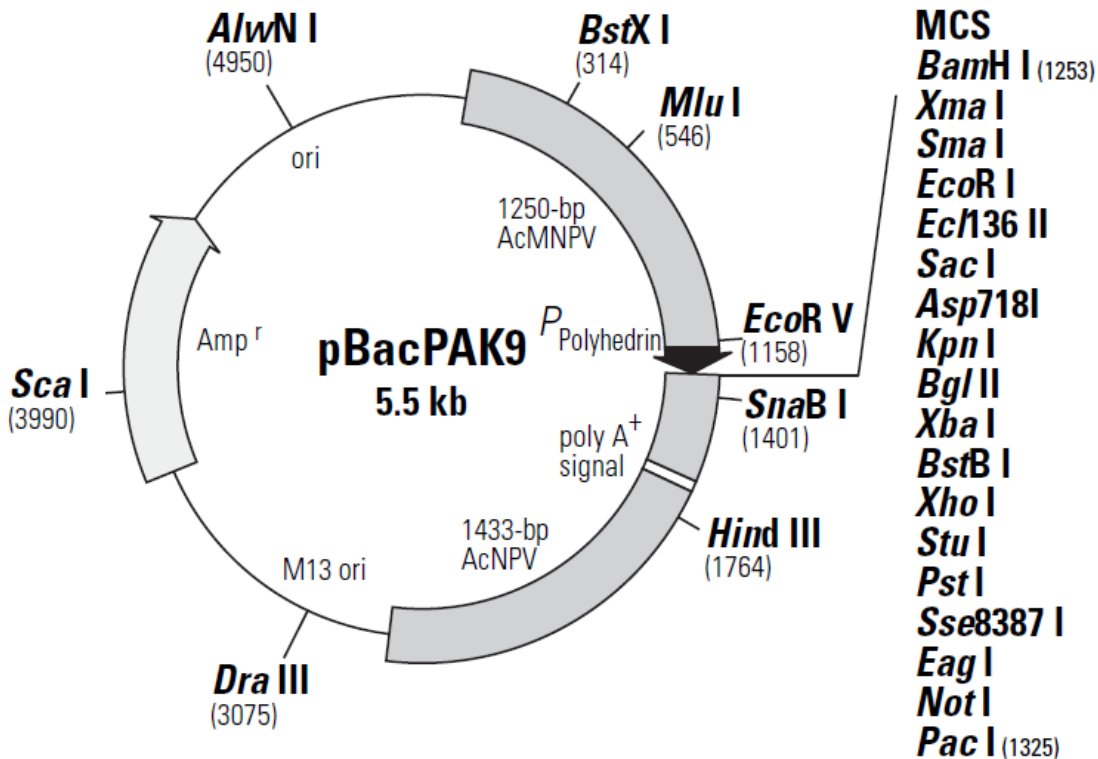 AlwN I
(4950)
BstX I
(314)
Mlu I
(546)
ori
1250-bp
AcMNPV
P Polyhedrin
EcoR V
(1158)
Amp r
pBacPAK9
5.5 kb
Sca I
(3990)
SnaB I
(1401)
poly A+
signal
Hind III
(1764)
1433-bp
AcNPV
M13 ori
Dra III
(3075)
MCS
BamH I (1253)
Xma I
Sma I
EcoR I
Ecl136 II
Sac I
Asp718I
Kpn I
Bgl II
Xba I
BstB I
Xho I
Stu I
Pst I
Sse8387 I
Eag I
Not I
Pac I (1325)